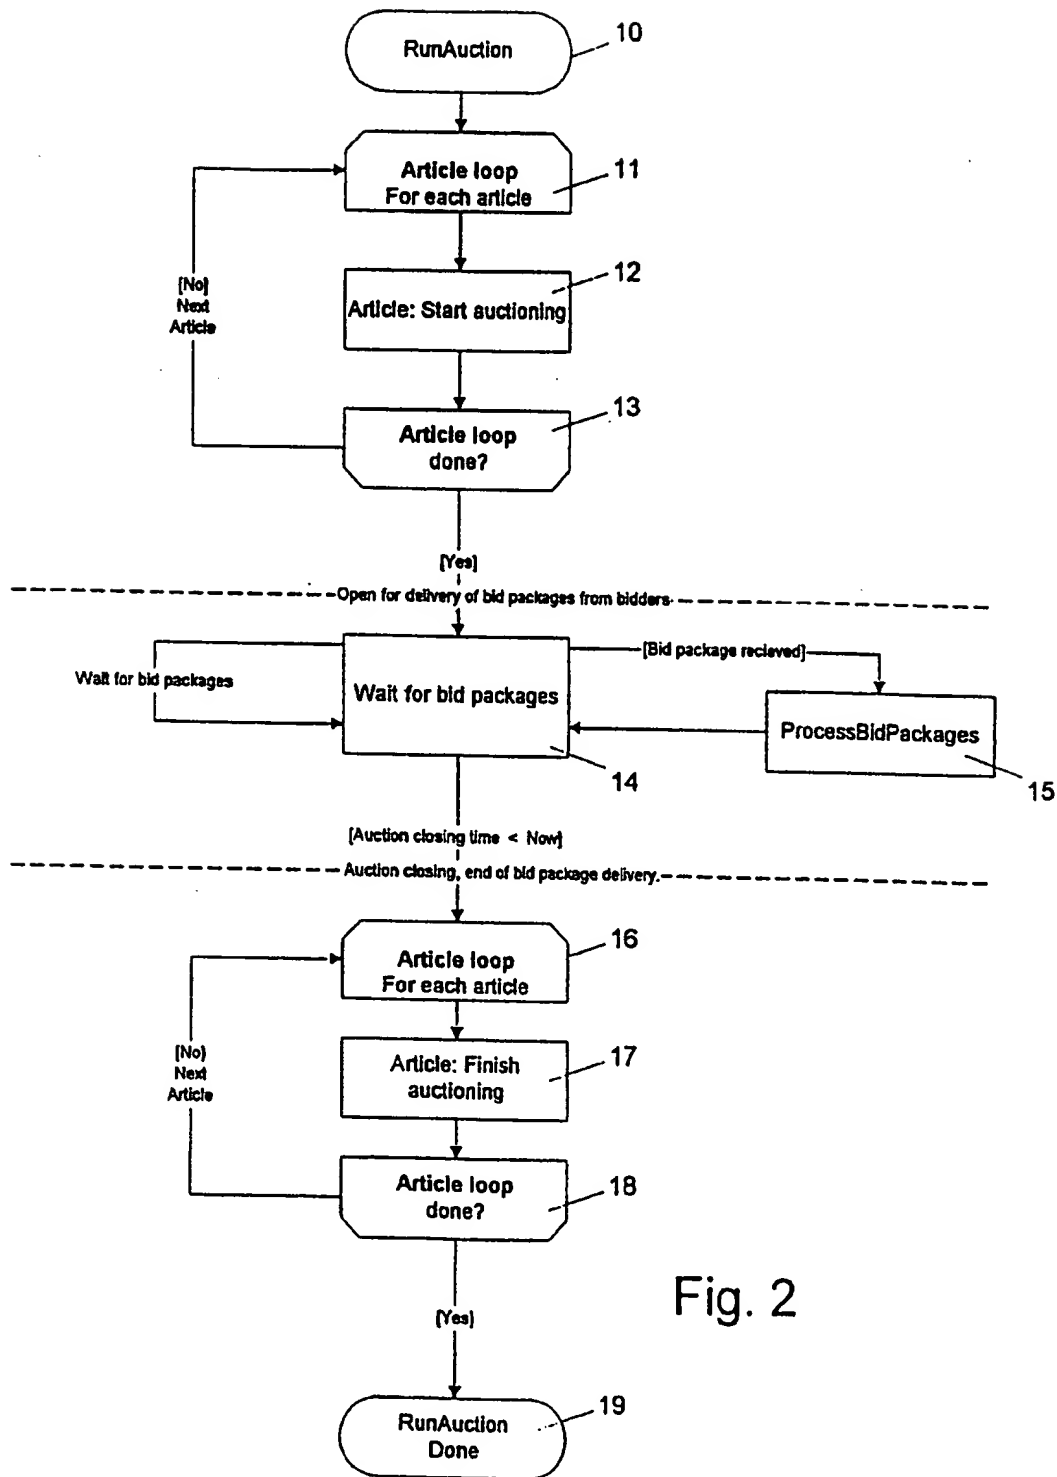 RunAuction
10
Article loop
For each article
11
[No]
Next
Article
12
Article: Start auctioning
13
Article loop
done?
[Yes]
Open for delivery of bid packages from bidders
Wait for bid packages
Wait for bid packages
[Bid package recieved]
ProcessBidPackages
14
15
[Auction closing time < Now]
Auction closing, end of bid package delivery.
16
Article loop
For each article
[No]
Next
Article
17
Article: Finish
auctioning
Article loop
done?
18
[Yes]
Fig. 2
19
RunAuction
Done